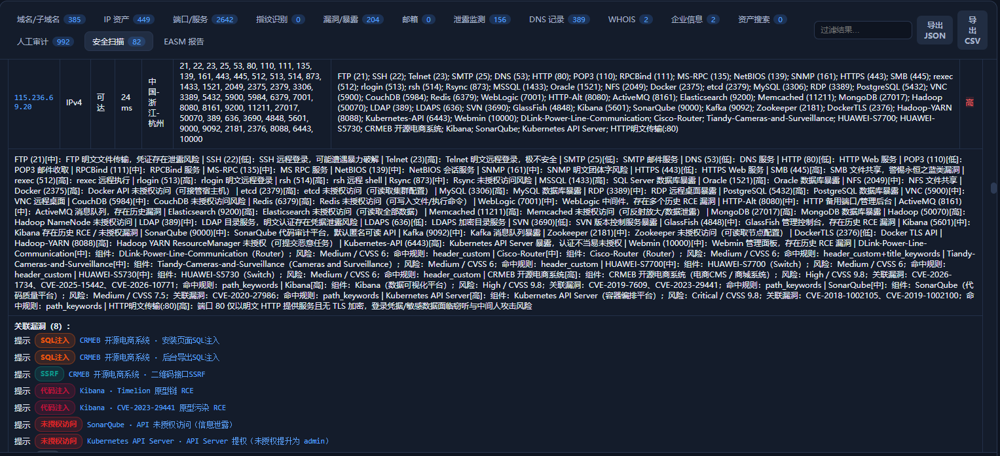 域名/子域名 385 IP 资产 449 端口/服务 2642 指纹识别 0 漏洞/暴露 204 邮箱 0 泄露监测 156 DNS 记录 389 WHOIS 2 企业信息 2 资产搜索 0
人工审计 992 安全扫描 82 EASM 报告
过滤结果...
导出
JSON
导
出
CSV
115.236.6
9.20
IPv4
可
达
24
ms
中
国-
浙
江-
杭州
21, 22, 23, 25, 53, 80, 110, 111, 135,
139, 161, 443, 445, 512, 513, 514, 873,
1433, 1521, 2049, 2375, 2379, 3306,
3389, 5432, 5900, 5984, 6379, 7001,
8080, 8161, 9200, 11211, 27017,
50070, 389, 636, 3690, 4848, 5601,
9000, 9092, 2181, 2376, 8088, 6443,
10000
FTP (21); SSH (22); Telnet (23); SMTP (25); DNS (53); HTTP (80); POP3 (110); RPCBind (111); MS-RPC (135); NetBIOS (139); SNMP (161); HTTPS (443); SMB (445); rexec
(512); rlogin (513); rsh (514); Rsync (873); MSSQL (1433); Oracle (1521); NFS (2049); Docker (2375); etcd (2379); MySQL (3306); RDP (3389); PostgreSQL (5432); VNC
(5900); CouchDB (5984); Redis (6379); WebLogic (7001); HTTP-Alt (8080); ActiveMQ (8161); Elasticsearch (9200); Memcached (11211); MongoDB (27017); Hadoop
(50070); LDAP (389); LDAPS (636); SVN (3690); GlassFish (4848); Kibana (5601); SonarQube (9000); Kafka (9092); Zookeeper (2181); DockerTLS (2376); Hadoop-YARN
(8088); Kubernetes-API (6443); Webmin (10000); DLink-Power-Line-Communication; Cisco-Router; Tiandy-Cameras-and-Surveillance; HUAWEI-S7700; HUAWEI-
S5730; CRMEB 开源电商系统; Kibana; SonarQube; Kubernetes API Server; HTTP明文传输(:80)
高
FTP (21)[中]：FTP 明文文件传输，凭证存在泄露风险 | SSH (22)[低]：SSH 远程登录，可能遭遇暴力破解 | Telnet (23)[高]：Telnet 明文远程登录，极不安全 | SMTP (25)[低]：SMTP 邮件服务 | DNS (53)[低]：DNS 服务 | HTTP (80)[低]：HTTP Web 服务 | POP3 (110)[低]：
POP3 邮件收取 | RPCBind (111)[中]：RPCBind 服务 | MS-RPC (135)[中]：MS RPC 服务 | NetBIOS (139)[中]：NetBIOS 会话服务 | SNMP (161)[中]：SNMP 明文团体字风险 | HTTPS (443)[低]：HTTPS Web 服务 | SMB (445)[高]：SMB 文件共享，警惕永恒之蓝类漏洞 |
rexec (512)[高]：rexec 远程执行 | rlogin (513)[高]：rlogin 明文远程登录 | rsh (514)[高]：rsh 远程 shell | Rsync (873)[中]：Rsync 未授权访问风险 | MSSQL (1433)[高]：SQL Server 数据库暴露 | Oracle (1521)[高]：Oracle 数据库暴露 | NFS (2049)[中]：NFS 文件共享 |
Docker (2375)[高]：Docker API 未授权访问（可接管宿主机） | etcd (2379)[高]：etcd 未授权访问（可读取集群配置） | MySQL (3306)[高]：MySQL 数据库暴露 | RDP (3389)[中]：RDP 远程桌面暴露 | PostgreSQL (5432)[高]：PostgreSQL 数据库暴露 | VNC (5900)[中]：
VNC 远程桌面 | CouchDB (5984)[中]：CouchDB 未授权访问风险 | Redis (6379)[高]：Redis 未授权访问（可写入文件/执行命令） | WebLogic (7001)[中]：WebLogic 中间件，存在多个历史 RCE 漏洞 | HTTP-Alt (8080)[中]：HTTP 备用端口/管理后台 | ActiveMQ (8161)
[中]：ActiveMQ 消息队列，存在历史漏洞 | Elasticsearch (9200)[高]：Elasticsearch 未授权访问（可读取全部数据） | Memcached (11211)[高]：Memcached 未授权访问（可反射放大/数据泄露） | MongoDB (27017)[高]：MongoDB 数据库暴露 | Hadoop (50070)[高]：
Hadoop NameNode 未授权访问 | LDAP (389)[中]：LDAP 目录服务，明文认证存在凭据泄露风险 | LDAPS (636)[低]：LDAPS 加密目录服务 | SVN (3690)[低]：SVN 版本控制服务暴露 | GlassFish (4848)[中]：GlassFish 管理控制台，存在历史 RCE 漏洞 | Kibana (5601)[中]：
Kibana 存在历史 RCE / 未授权漏洞 | SonarQube (9000)[中]：SonarQube 代码审计平台，默认匿名可读 API | Kafka (9092)[中]：Kafka 消息队列暴露 | Zookeeper (2181)[中]：Zookeeper 未授权访问（可读取节点配置） | DockerTLS (2376)[低]：Docker TLS API |
Hadoop-YARN (8088)[高]：Hadoop YARN ResourceManager 未授权（可提交恶意任务） | Kubernetes-API (6443)[高]：Kubernetes API Server 暴露，认证不当易未授权 | Webmin (10000)[中]：Webmin 管理面板，存在历史 RCE 漏洞 | DLink-Power-Line-
Communication[中]：组件：DLink-Power-Line-Communication（Router）；风险：Medium / CVSS 6；命中规则：header_custom | Cisco-Router[中]：组件：Cisco-Router（Router）；风险：Medium / CVSS 6；命中规则：header_custom+title_keywords | Tiandy-
Cameras-and-Surveillance[中]：组件：Tiandy-Cameras-and-Surveillance（Cameras and Surveillance）；风险：Medium / CVSS 6；命中规则：header_custom | HUAWEI-S7700[中]：组件：HUAWEI-S7700（Switch）；风险：Medium / CVSS 6；命中规则：
header_custom | HUAWEI-S5730[中]：组件：HUAWEI-S5730（Switch）；风险：Medium / CVSS 6；命中规则：header_custom | CRMEB 开源电商系统[高]：组件：CRMEB 开源电商系统（电商CMS / 商城系统）；风险：High / CVSS 9.8；关联漏洞：CVE-2026-
1734、CVE-2025-15442、CVE-2026-10771；命中规则：path_keywords | Kibana[高]：组件：Kibana（数据可视化平台）；风险：High / CVSS 9.8；关联漏洞：CVE-2019-7609、CVE-2023-29441；命中规则：path_keywords | SonarQube[中]：组件：SonarQube（代
码质量平台）；风险：Medium / CVSS 7.5；关联漏洞：CVE-2020-27986；命中规则：path_keywords | Kubernetes API Server[高]：组件：Kubernetes API Server（容器编排平台）；风险：Critical / CVSS 9.8；关联漏洞：CVE-2018-1002105、CVE-2019-1002100；命
中规则：path_keywords | HTTP明文传输(:80)[高]：端口 80 仅以明文 HTTP 提供服务且无 TLS 加密，登录凭据/敏感数据面临窃听与中间人攻击风险
关联漏洞（8）：
提示 SQL注入 CRMEB 开源电商系统 · 安装页面SQL注入
提示 SQL注入 CRMEB 开源电商系统 · 后台导出SQL注入
提示 SSRF CRMEB 开源电商系统 · 二维码接口SSRF
提示 代码注入 Kibana · Timelion 原型链 RCE
提示 代码注入 Kibana · CVE-2023-29441 原型污染 RCE
提示 未授权访问 SonarQube · API 未授权访问（信息泄露）
提示 未授权访问 Kubernetes API Server · API Server 提权（未授权提升为 admin）